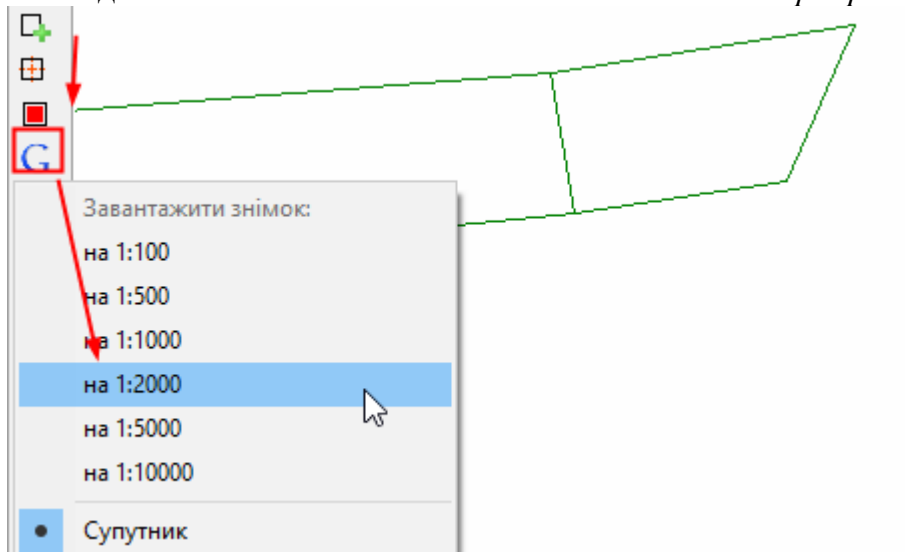 G
Завантажити знімок:
на 1:100
на 1:500
на 1:1000
на 1:2000
на 1:5000
на 1:10000
Супутник